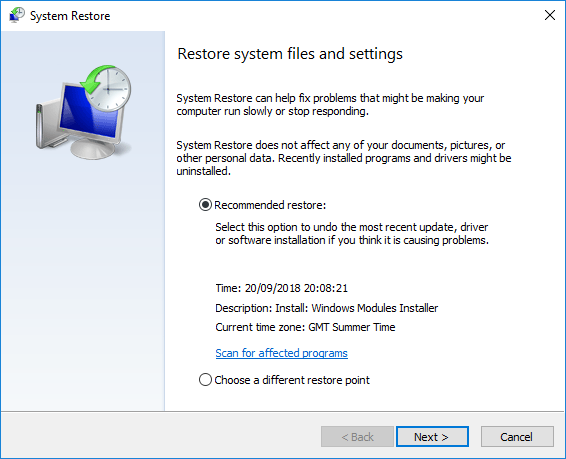 System Restore
Restore system files and settings
System Restore can help fix problems that might be making your
computer run slowly or stop responding.
System Restore does not affect any of your documents, pictures, or
other personal data. Recently installed programs and drivers might be
uninstalled.
Recommended restore:
Select this option to undo the most recent update, driver
or software installation if you think it is causing problems.
Time: 20/09/2018 20:08:21
Description: Install: Windows Modules Installer
Current time zone: GMT Summer Time
Scan for affected programs
Choose a different restore point
< Back Next > Cancel